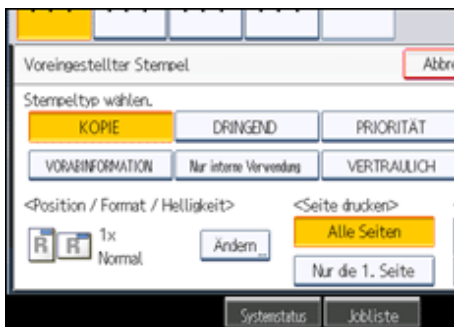 Voreingestellter Stempel
Stempeltyp wählen.
KOPIE DRINGEND PRIORITÄT
VORABINFORMATION Nur interne Verwendung VERTRAULICH
<Position / Format / Helligkeit> <Seite drucken>
R R 1x Ändern Alle Seiten
Normal
Nur die 1. Seite
Systemstatus Jobliste